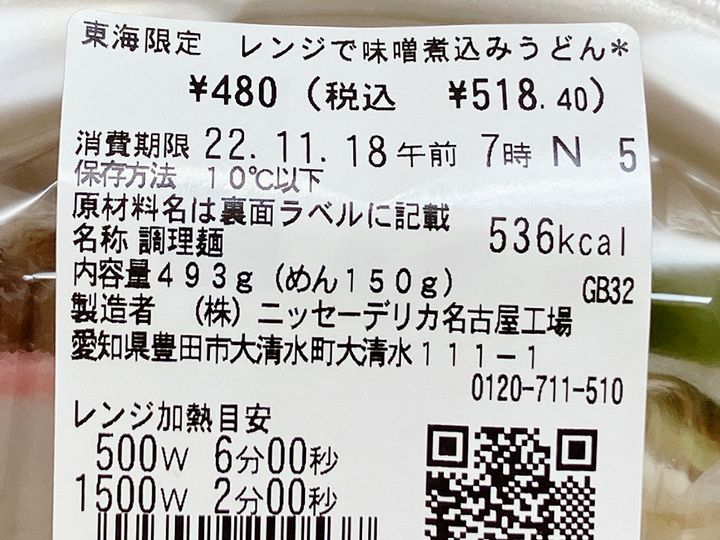 東海限定 レンジで味噌煮込みうどん*
¥480 (税込 ¥518.40)
消費期限 22.11.18 午前 7時 N 5
保存方法 10℃以下
原材料名は裏面ラベルに記載
名称 調理麺 536kcal
内容量493g(めん150g) GB32
製造者 (株)ニッセーデリカ名古屋工場
愛知県豊田市大清水町大清水111-1
0120-711-510
レンジ加熱目安
500W 6分00秒
1500W 2分00秒